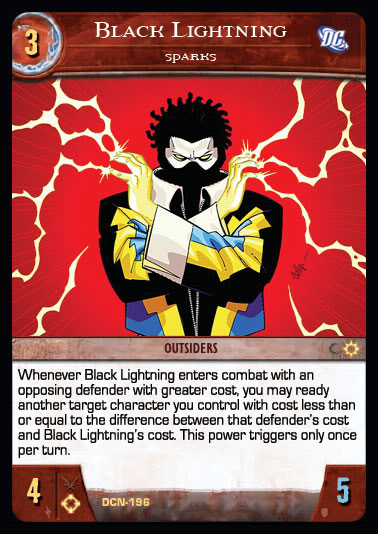 3
BLACK LIGHTNING
DC
SPARKS
OUTSIDERS
C
Whenever Black Lightning enters combat with an
opposing defender with greater cost, you may ready
another target character you control with cost less than
or equal to the difference between that defender's cost
and Black Lightning's cost. This power triggers only once
per turn.
4
DCN-196
5